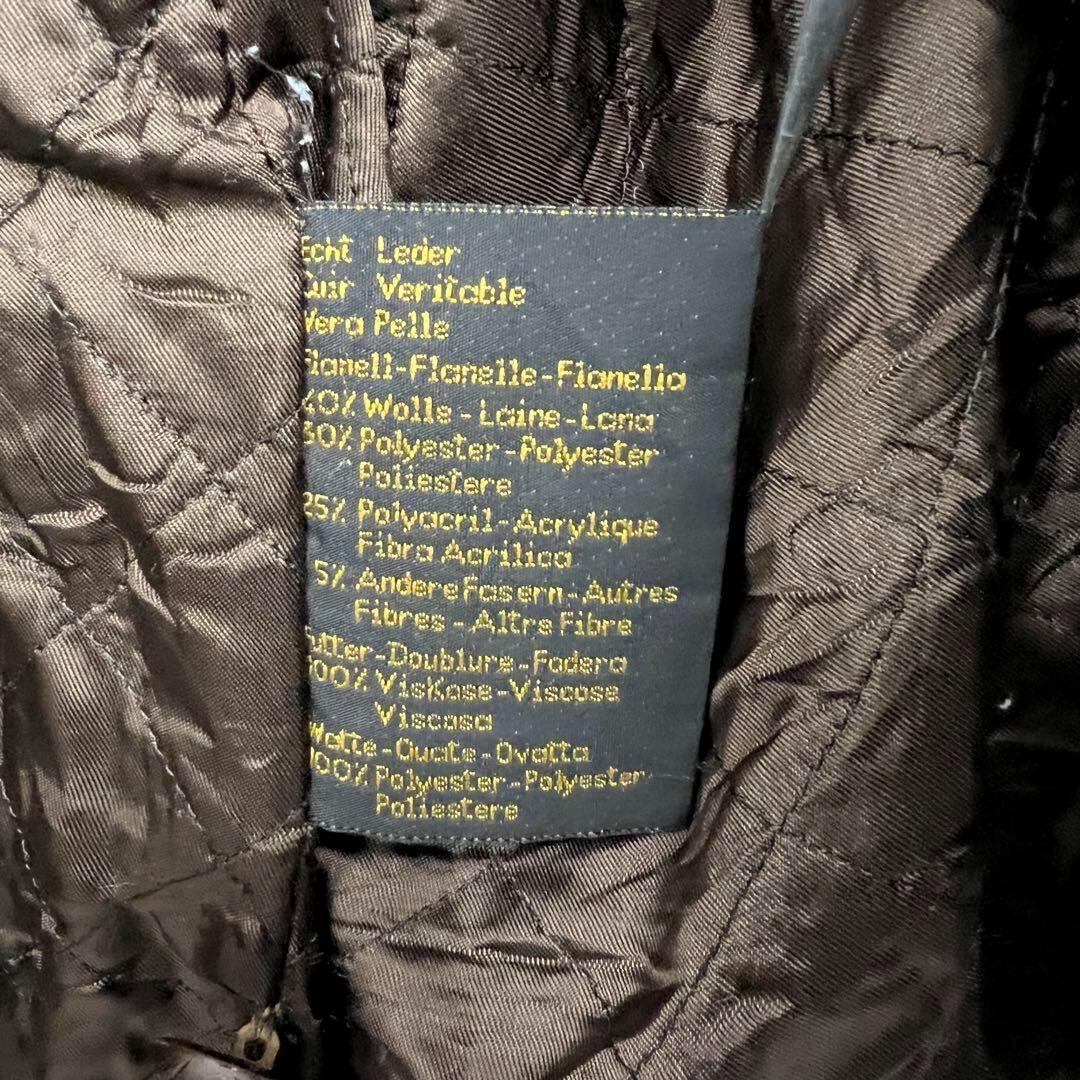 Echt Leder
Cuir Veritable
Vera Pelle
Flanell-Flanelle-Flanella
40% Wolle-Laine-Lana
30% Polyester-Polyester
Poliestere
25% Polyacril-Acrylique
Fibra Acrilica
5% Andere Fasern-Autres
Fibres-Altre Fibre
Futter-Doublure-Fodera
100% Viskose-Viscose
Viscosa
Watte-Ouate-Ovatta
100% Polyester-Polyester
Poliestere